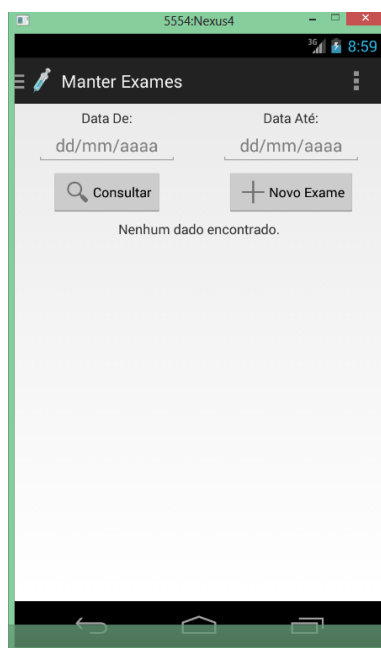 5554:Nexus4
3G 8:59
Manter Exames
Data De: Data Até:
dd/mm/aaaa dd/mm/aaaa
Consultar Novo Exame
Nenhum dado encontrado.